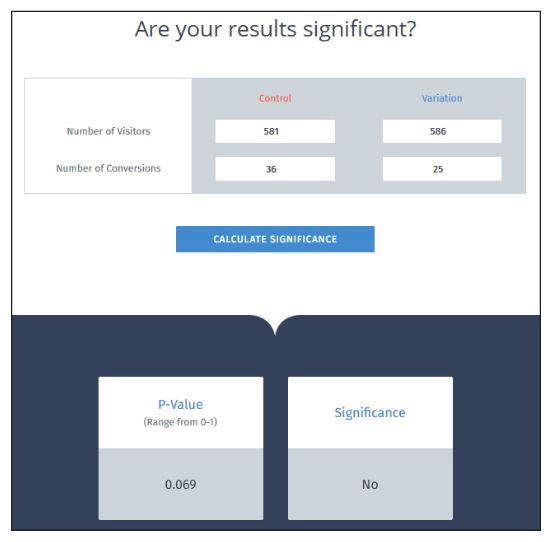 Are your results significant?
Control Variation
Number of Visitors 581 586
Number of Conversions 36 25
CALCULATE SIGNIFICANCE
P-Value
(Range from 0-1)
0.069
Significance
No